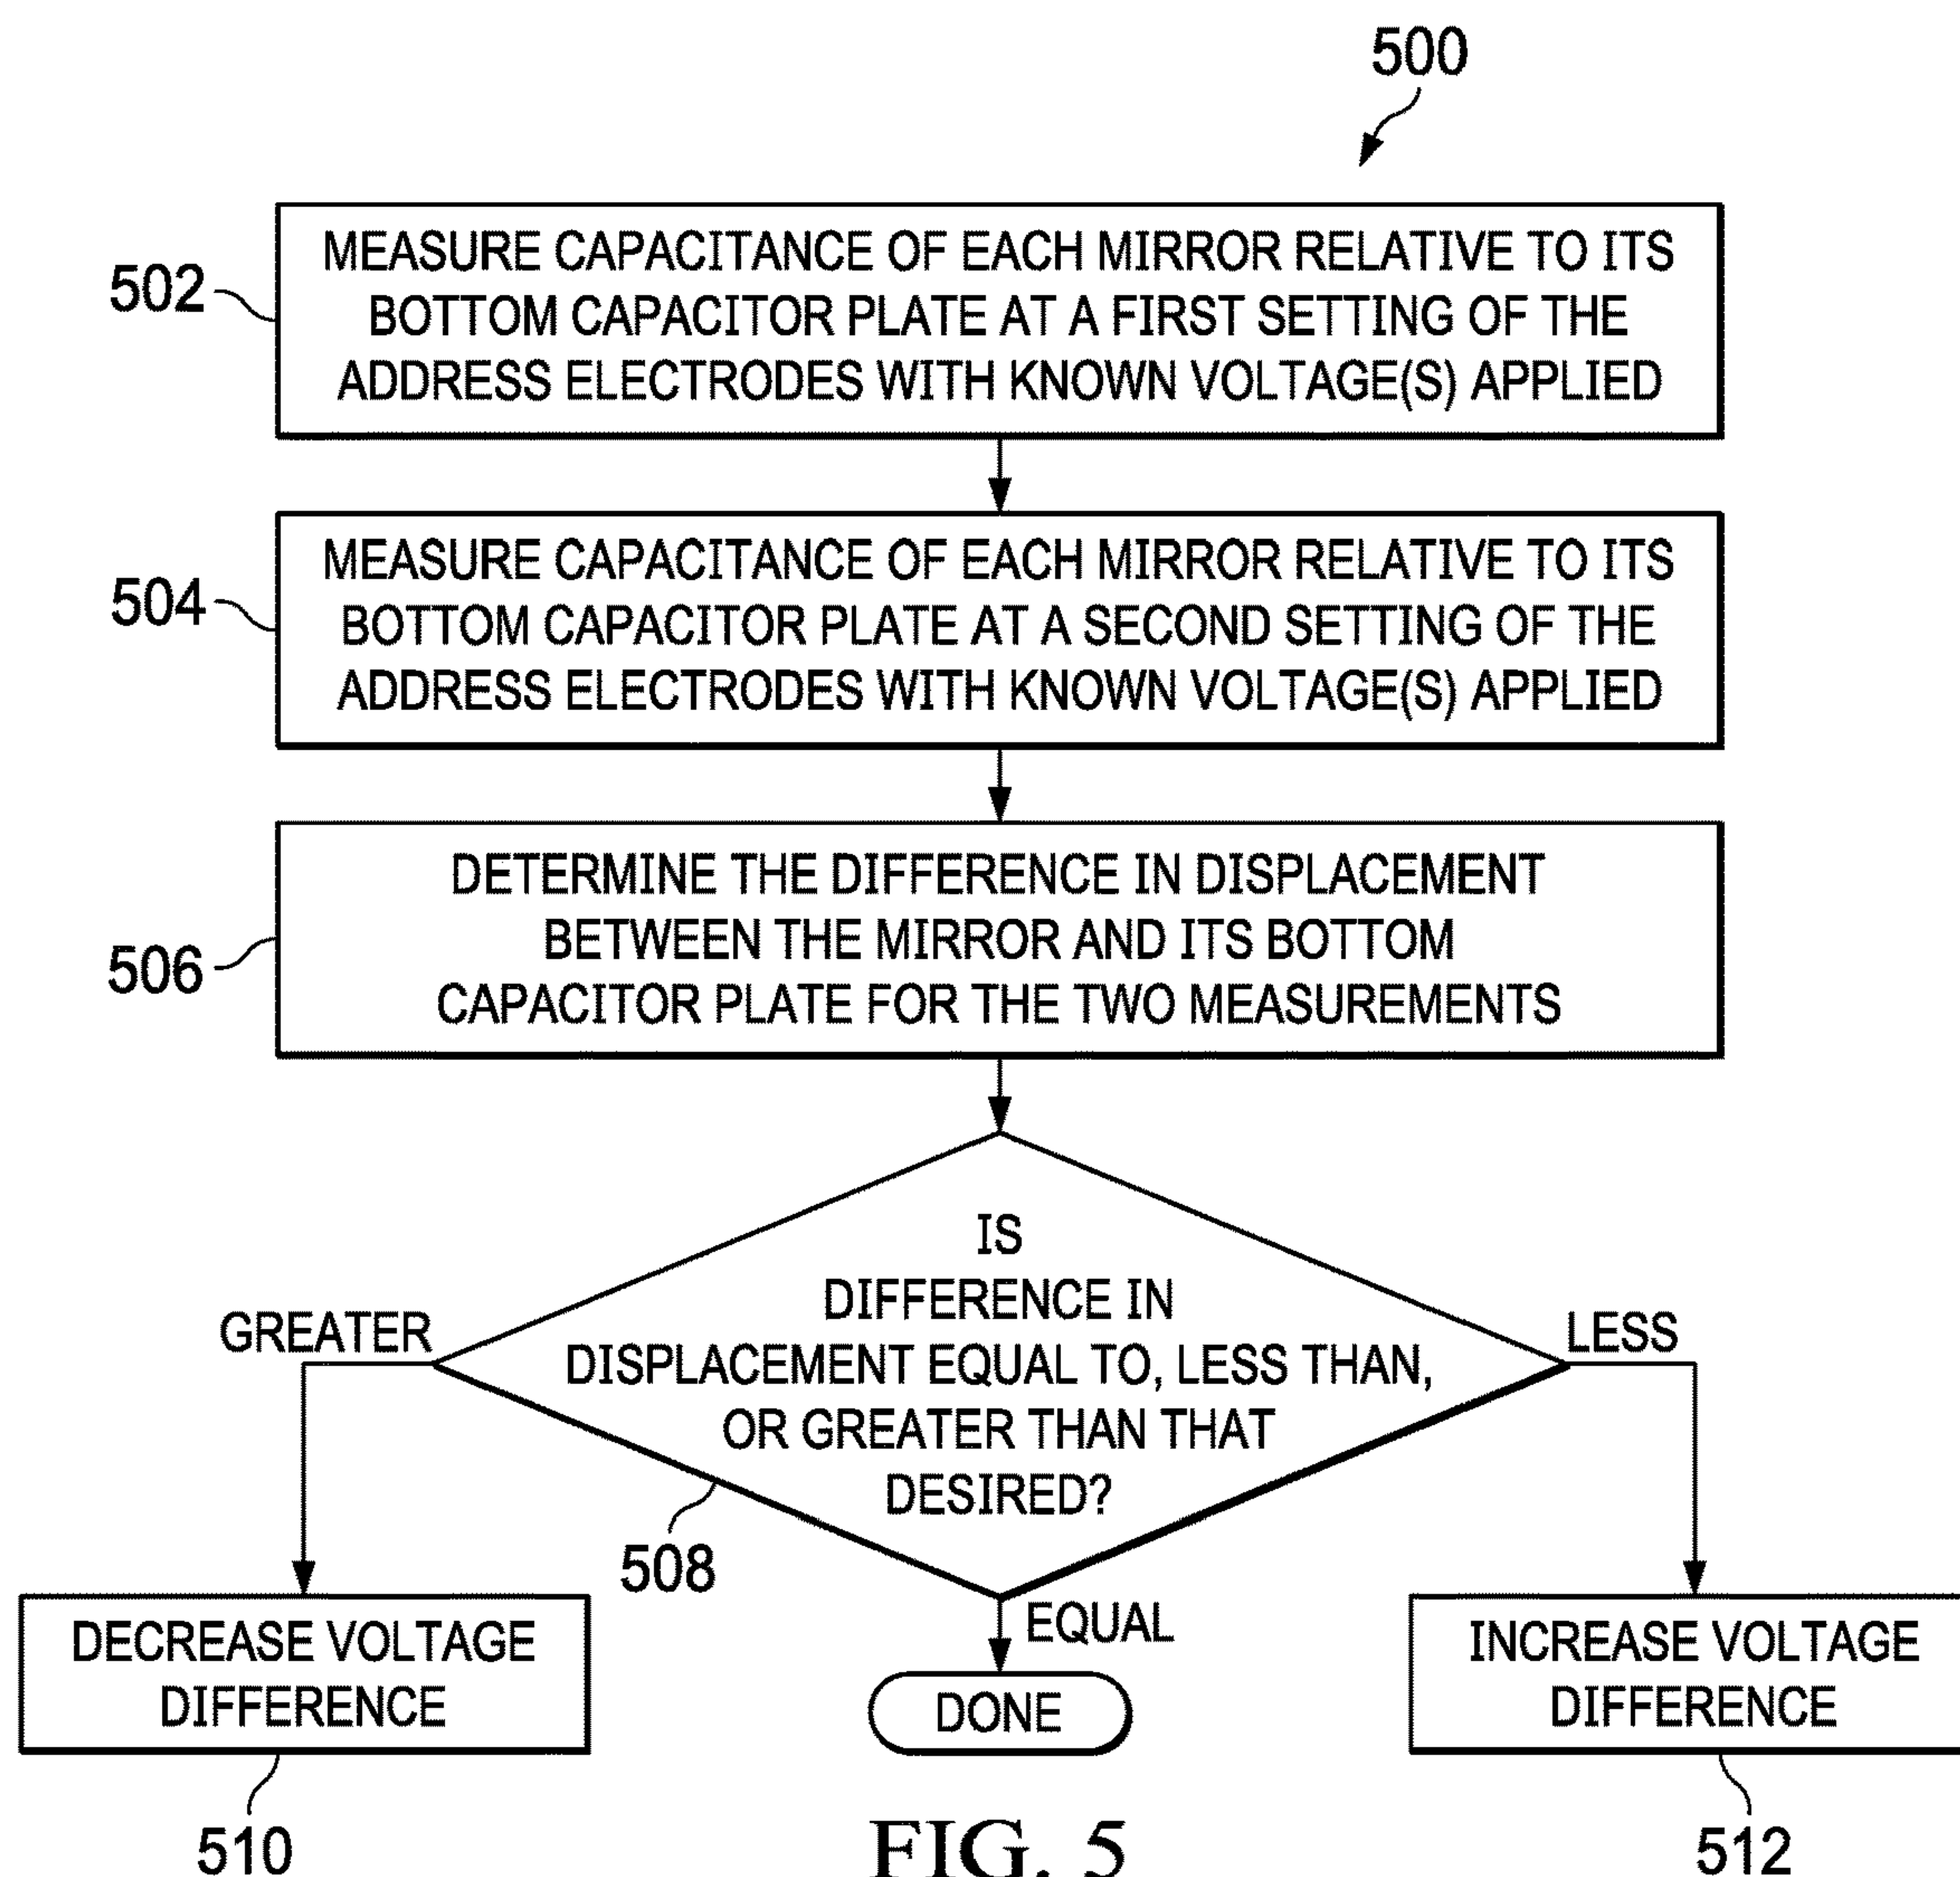 500
502
MEASURE CAPACITANCE OF EACH MIRROR RELATIVE TO ITS
BOTTOM CAPACITOR PLATE AT A FIRST SETTING OF THE
ADDRESS ELECTRODES WITH KNOWN VOLTAGE(S) APPLIED
504
MEASURE CAPACITANCE OF EACH MIRROR RELATIVE TO ITS
BOTTOM CAPACITOR PLATE AT A SECOND SETTING OF THE
ADDRESS ELECTRODES WITH KNOWN VOLTAGE(S) APPLIED
506
DETERMINE THE DIFFERENCE IN DISPLACEMENT
BETWEEN THE MIRROR AND ITS BOTTOM
CAPACITOR PLATE FOR THE TWO MEASUREMENTS
IS
DIFFERENCE IN
DISPLACEMENT EQUAL TO, LESS THAN,
OR GREATER THAN THAT
DESIRED?
508
GREATER
LESS
EQUAL
DECREASE VOLTAGE
DIFFERENCE
510
DONE
INCREASE VOLTAGE
DIFFERENCE
512
FIG. 5